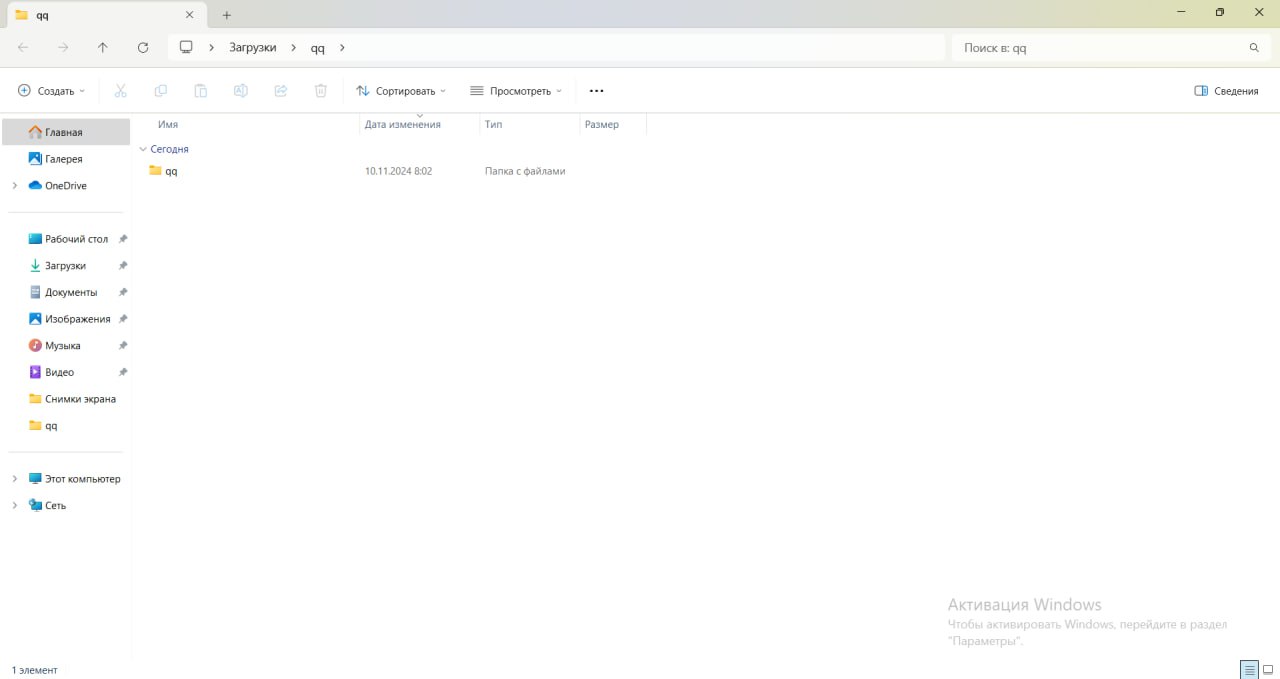 qq
Загрузки qq
Поиск в: qq
Создать Сортировать Просмотреть Сведения
Имя Дата изменения Тип Размер
Сегодня
qq 10.11.2024 8:02 Папка с файлами
Главная
Галерея
OneDrive
Рабочий стол
Загрузки
Документы
Изображения
Музыка
Видео
Снимки экрана
qq
Этот компьютер
Сеть
Активация Windows
Чтобы активировать Windows, перейдите в раздел
"Параметры".
1 элемент